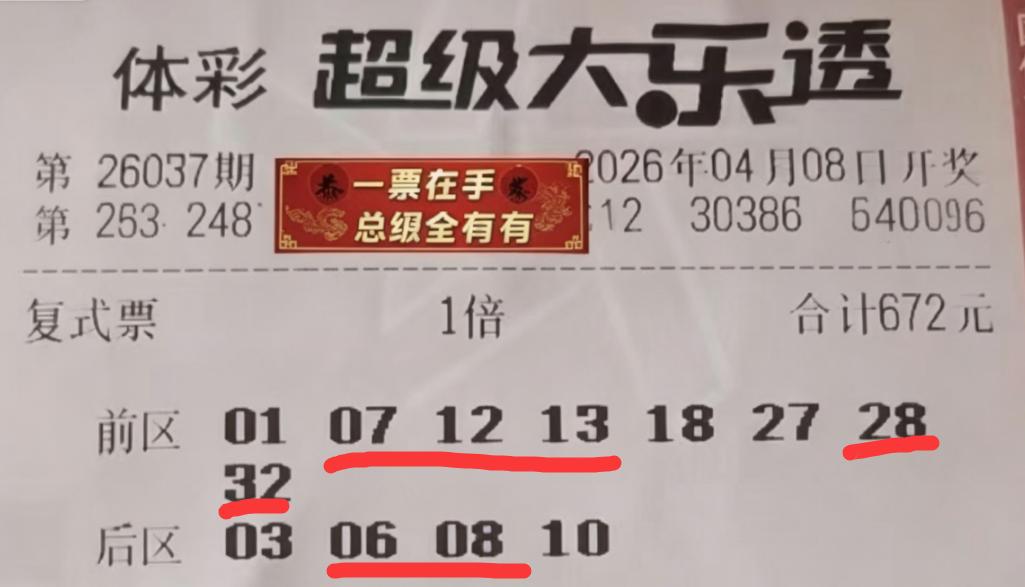 体彩 超级大乐透
第 26037期 2026年04月08日开奖
恭 一票在手
总级全有有
第 253 248 12 30386 640096
复式票 1倍 合计672元
前区 01 07 12 13 18 27 28
32
后区 03 06 08 10